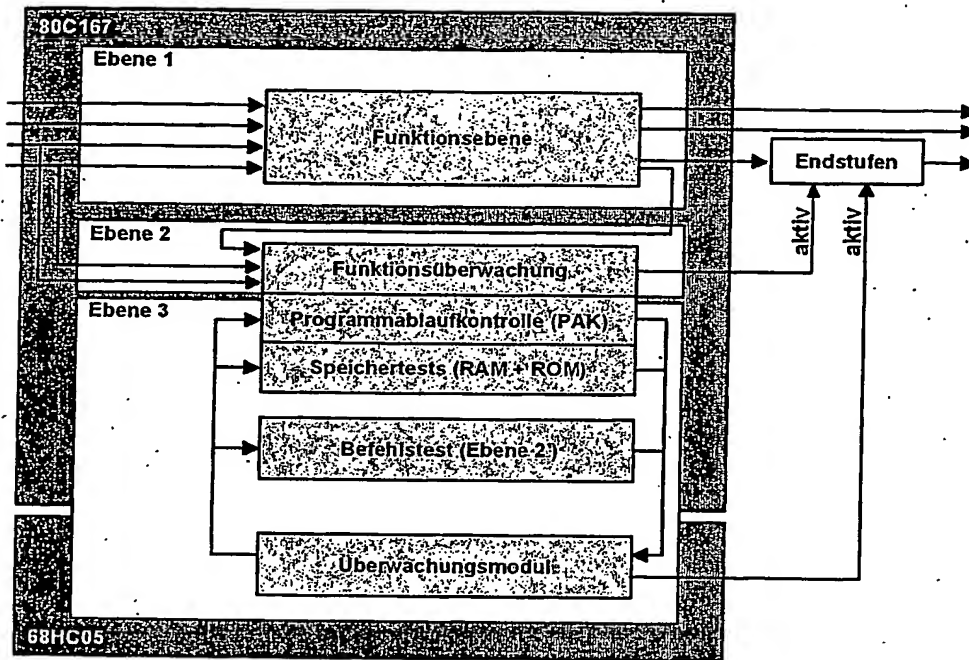 80C167
Ebene 1
Funktionsebene
Endstufen
aktiv
aktiv
Ebene 2
Funktionsüberwachung
Ebene 3
Programmablaufkontrolle (PAK)
Speichertests (RAM + ROM)
Befehlstest (Ebene 2')
Überwachungsmodul
68HC05